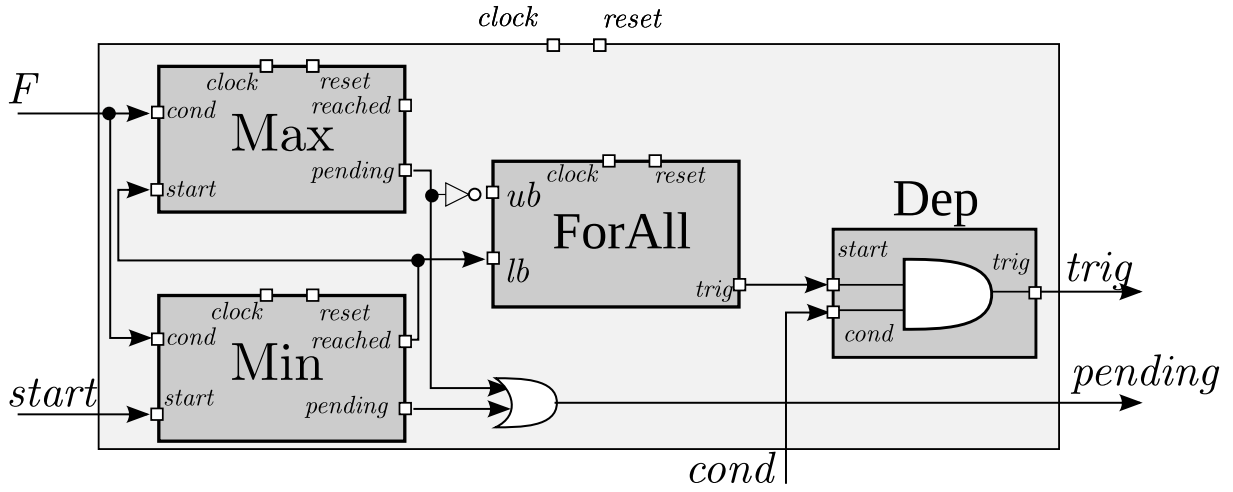 clock reset
F
clock reset
reached
cond
Max
pending
start
clock reset
ub
ForAll
lb
trig
Dep
start
trig
cond
trig
clock reset
cond
reached
Min
start
pending
start
pending
cond